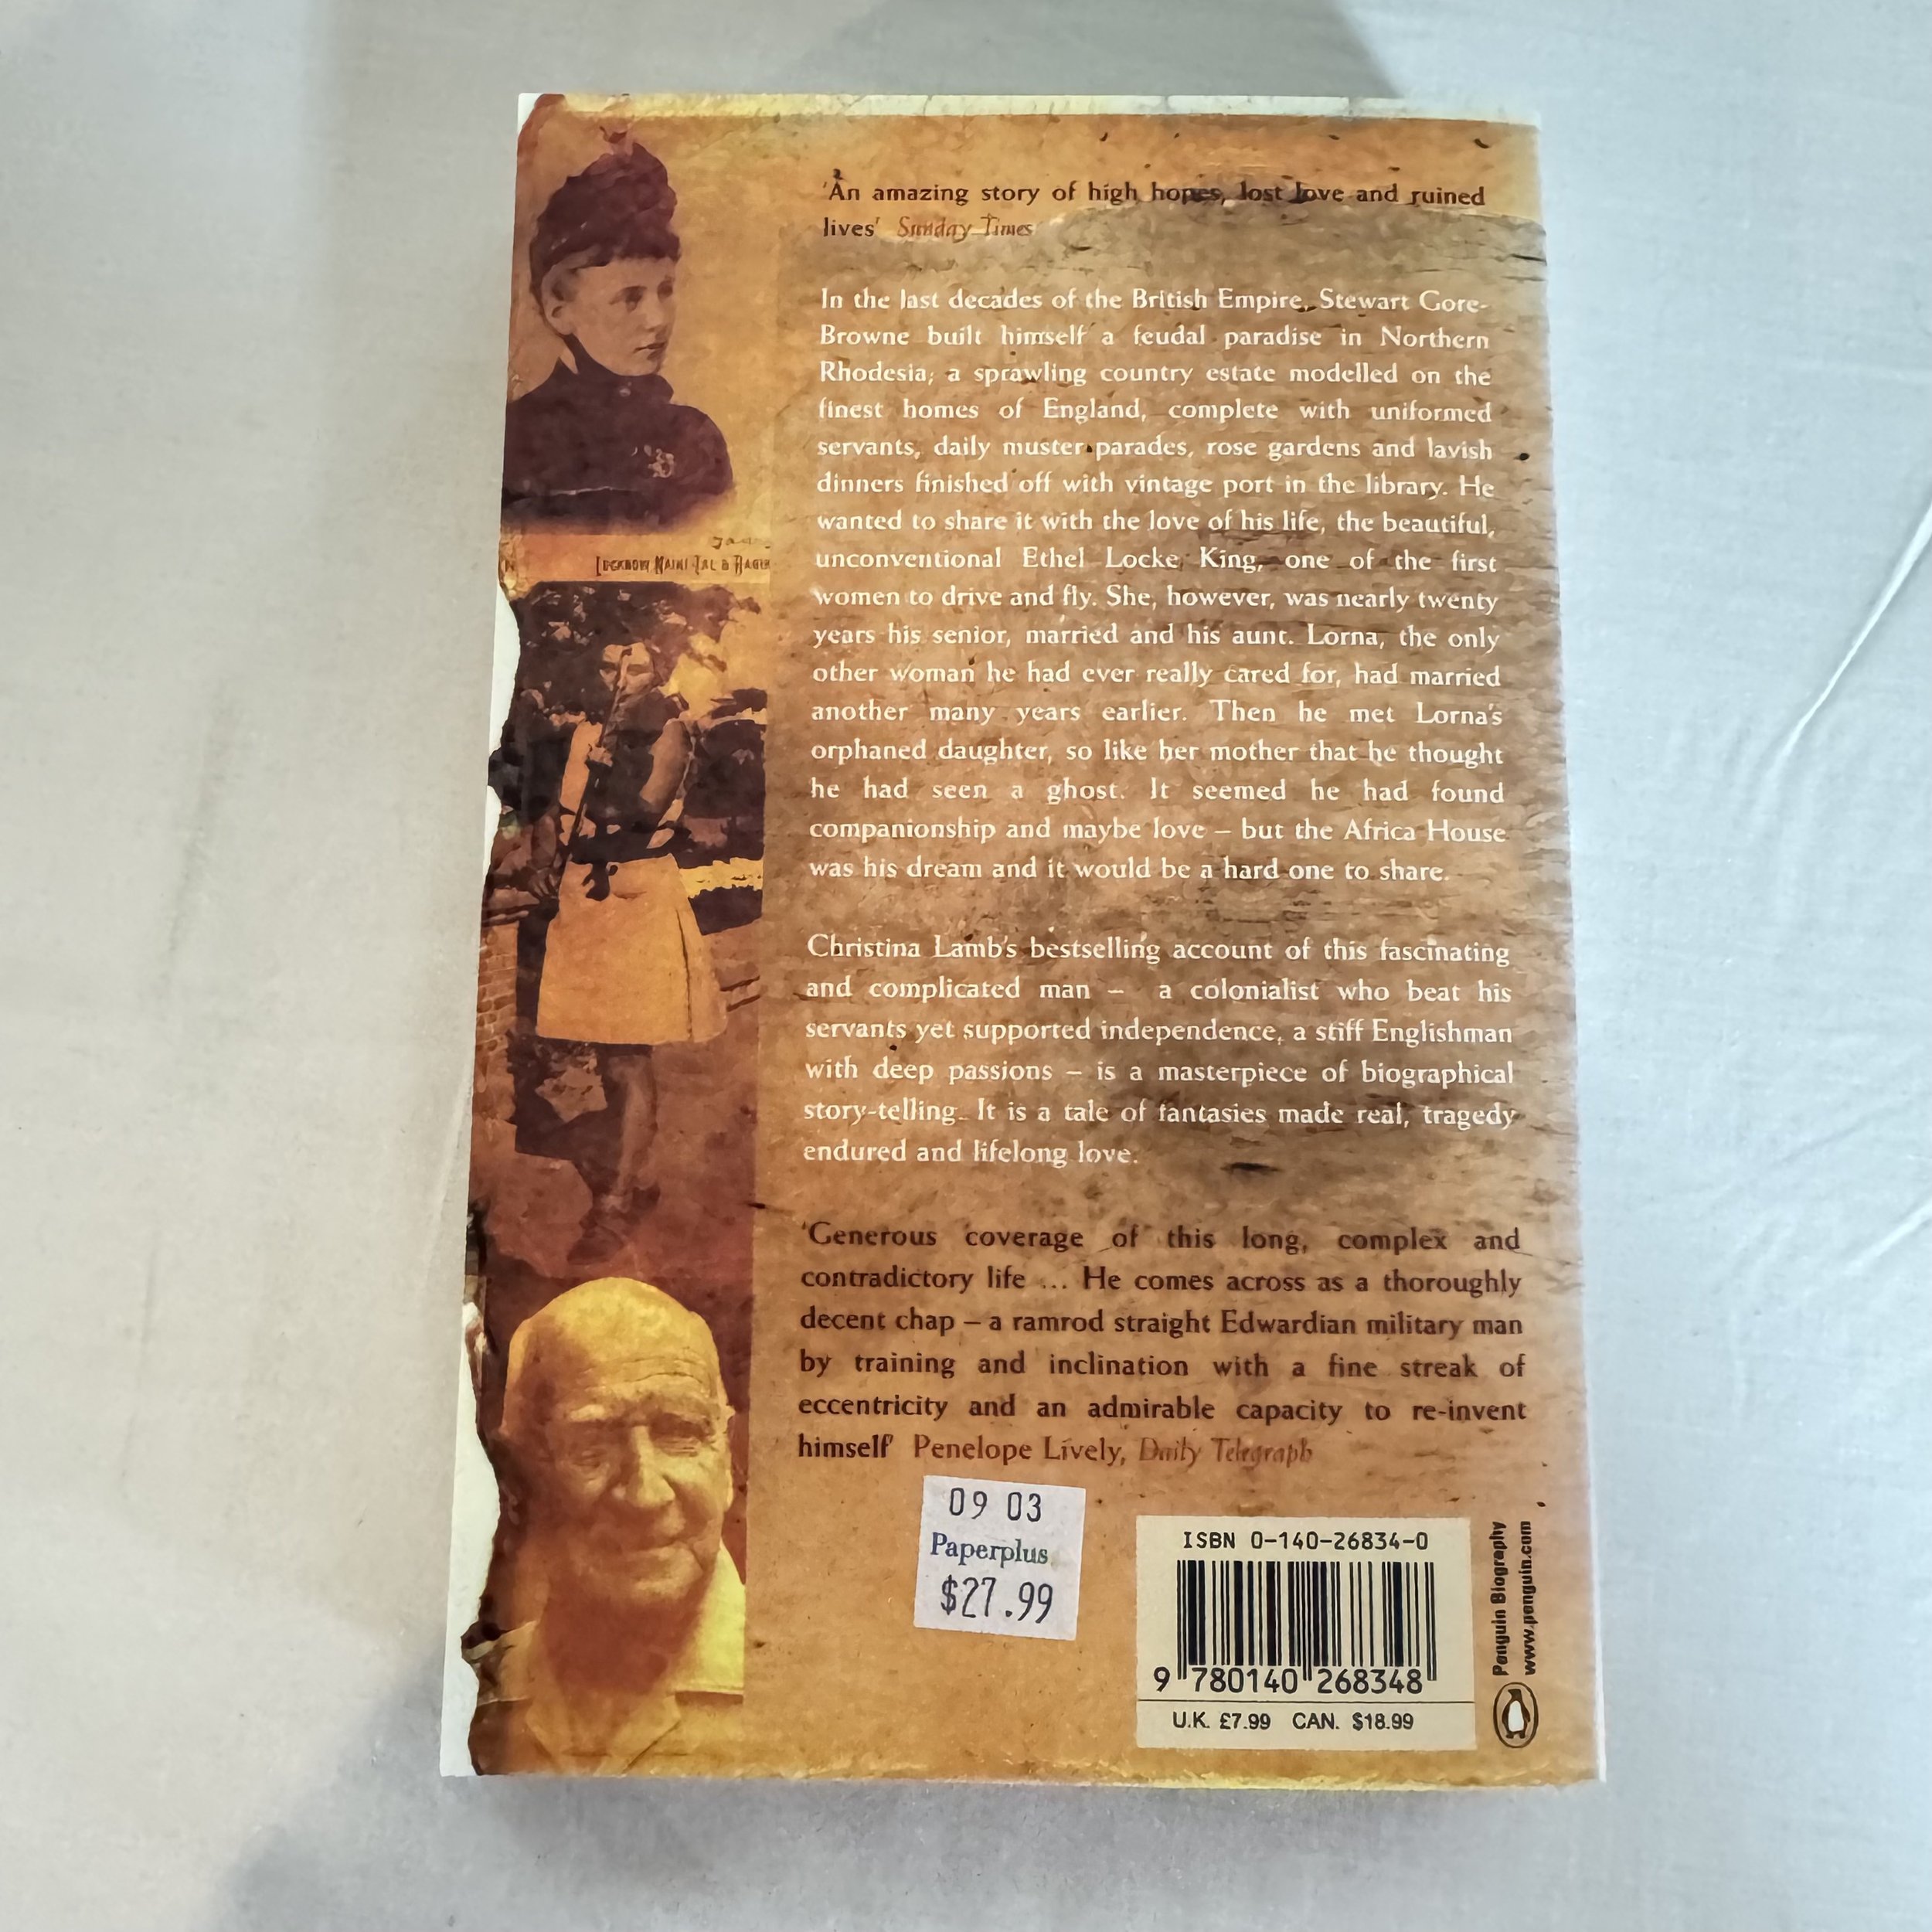 'An amazing story of high hopes, lost love and ruined
lives' Sunday Times
In the last decades of the British Empire, Stewart Gore-
Browne built himself a feudal paradise in Northern
Rhodesia; a sprawling country estate modelled on the
finest homes of England, complete with uniformed
servants, daily muster parades, rose gardens and lavish
dinners finished off with vintage port in the library. He
wanted to share it with the love of his life, the beautiful,
unconventional Ethel Locke King, one of the first
women to drive and fly. She, however, was nearly twenty
years his senior, married and his aunt. Lorna, the only
other woman he had ever really cared for, had married
another many years earlier. Then he met Lorna's
orphaned daughter, so like her mother that he thought
he had seen a ghost. It seemed he had found
companionship and maybe love – but the Africa House
was his dream and it would be a hard one to share.
Christina Lamb's bestselling account of this fascinating
and complicated man – a colonialist who beat his
servants yet supported independence, a stiff Englishman
with deep passions – is a masterpiece of biographical
story-telling. It is a tale of fantasies made real, tragedy
endured and lifelong love.
'Generous coverage of this long, complex and
contradictory life ... He comes across as a thoroughly
decent chap – a ramrod straight Edwardian military man
by training and inclination with a fine streak of
eccentricity and an admirable capacity to re-invent
himself' Penelope Lively, Daily Telegraph
09 03
Paperplus
$27.99
ISBN 0-140-26834-0
9 780140 268348
U.K. £7.99 CAN. $18.99
Penguin Biography
www.penguin.com